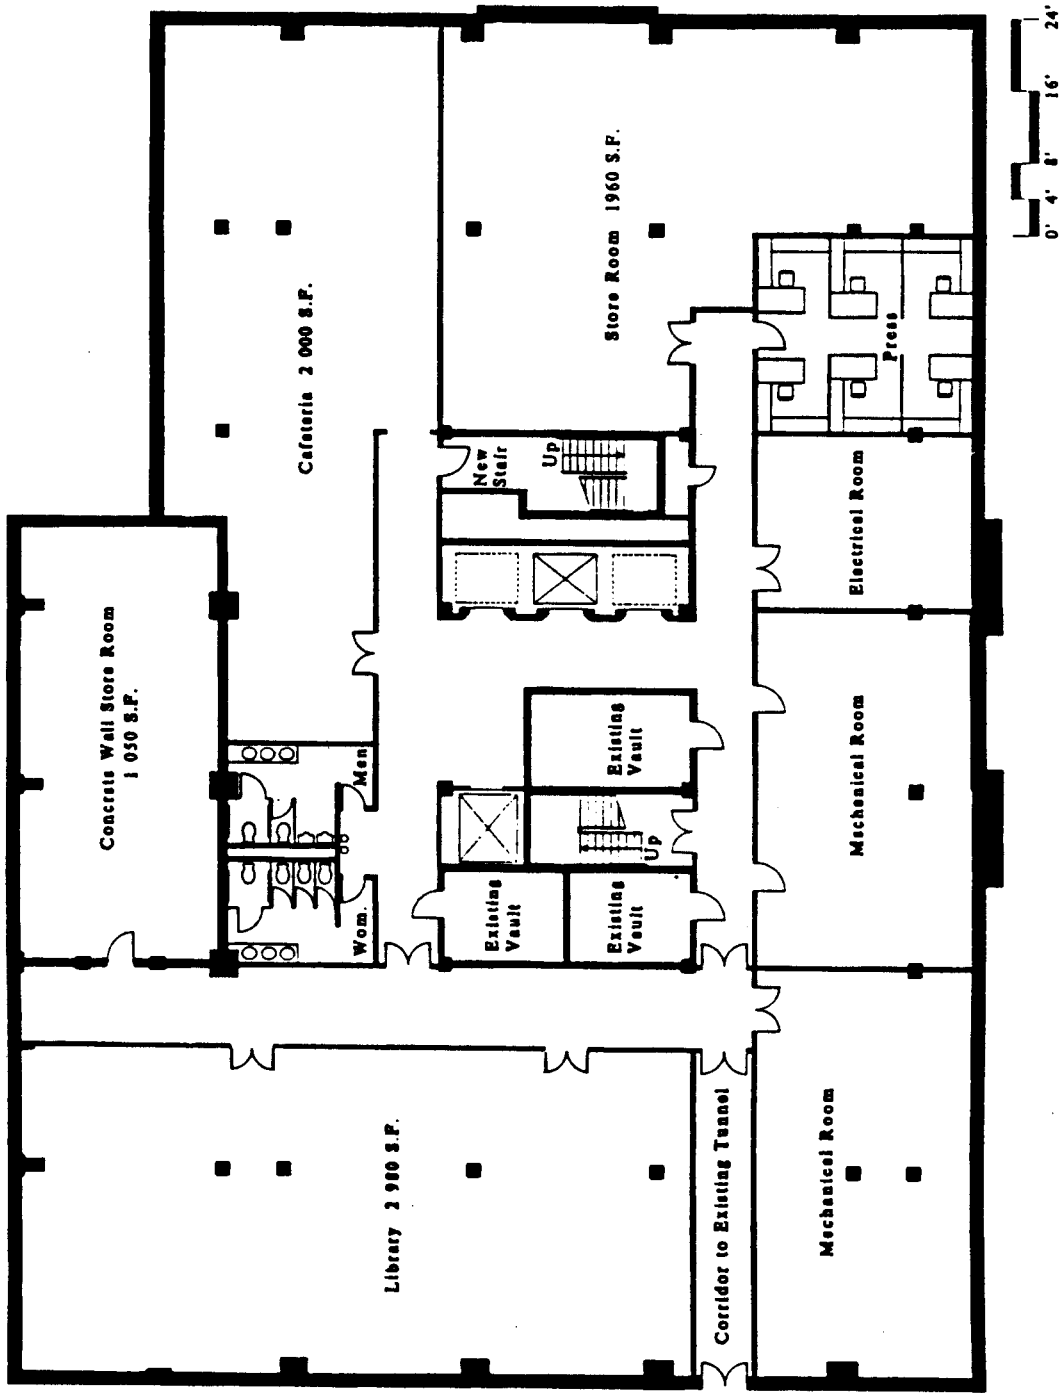 Concrete Wall Store Room
1 050 S.F.
Cafeteria 2 000 S.F.
Store Room 1960 S.F.
Library 2 980 S.F.
Wom.
Men
New
Stair
Up
Existing
Vault
Existing
Vault
Existing
Vault
Up
Corridor to Existing Tunnel
Mechanical Room
Mechanical Room
Electrical Room
Press
0' 4' 8' 16' 24'